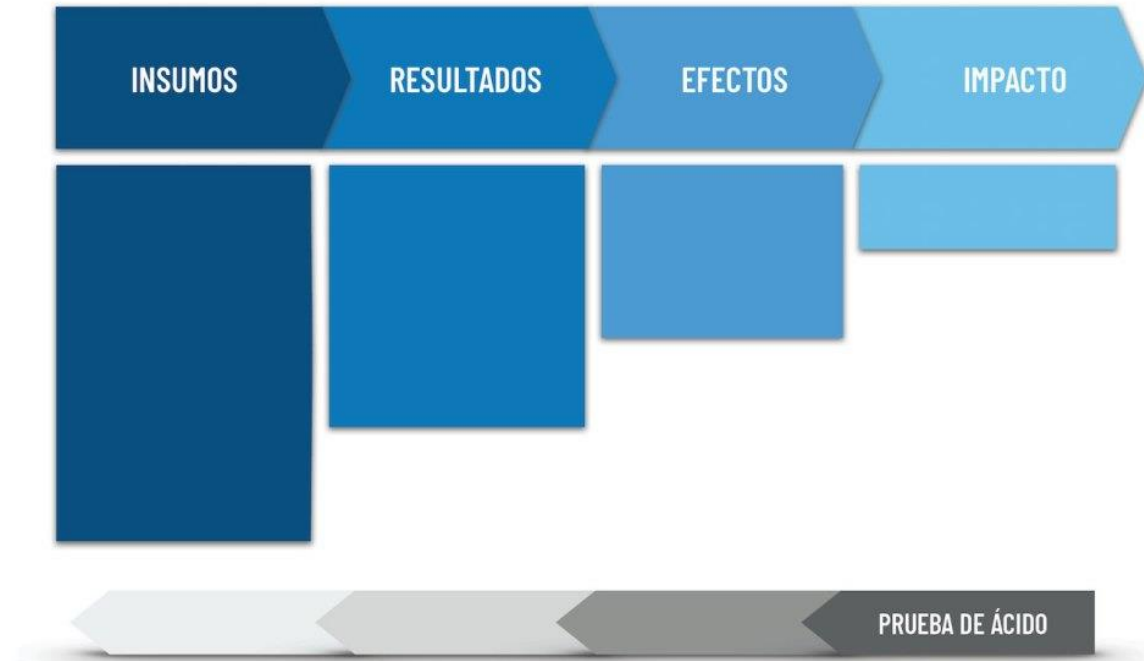 INSUMOS
RESULTADOS
EFECTOS
IMPACTO
PRUEBA DE ÁCIDO